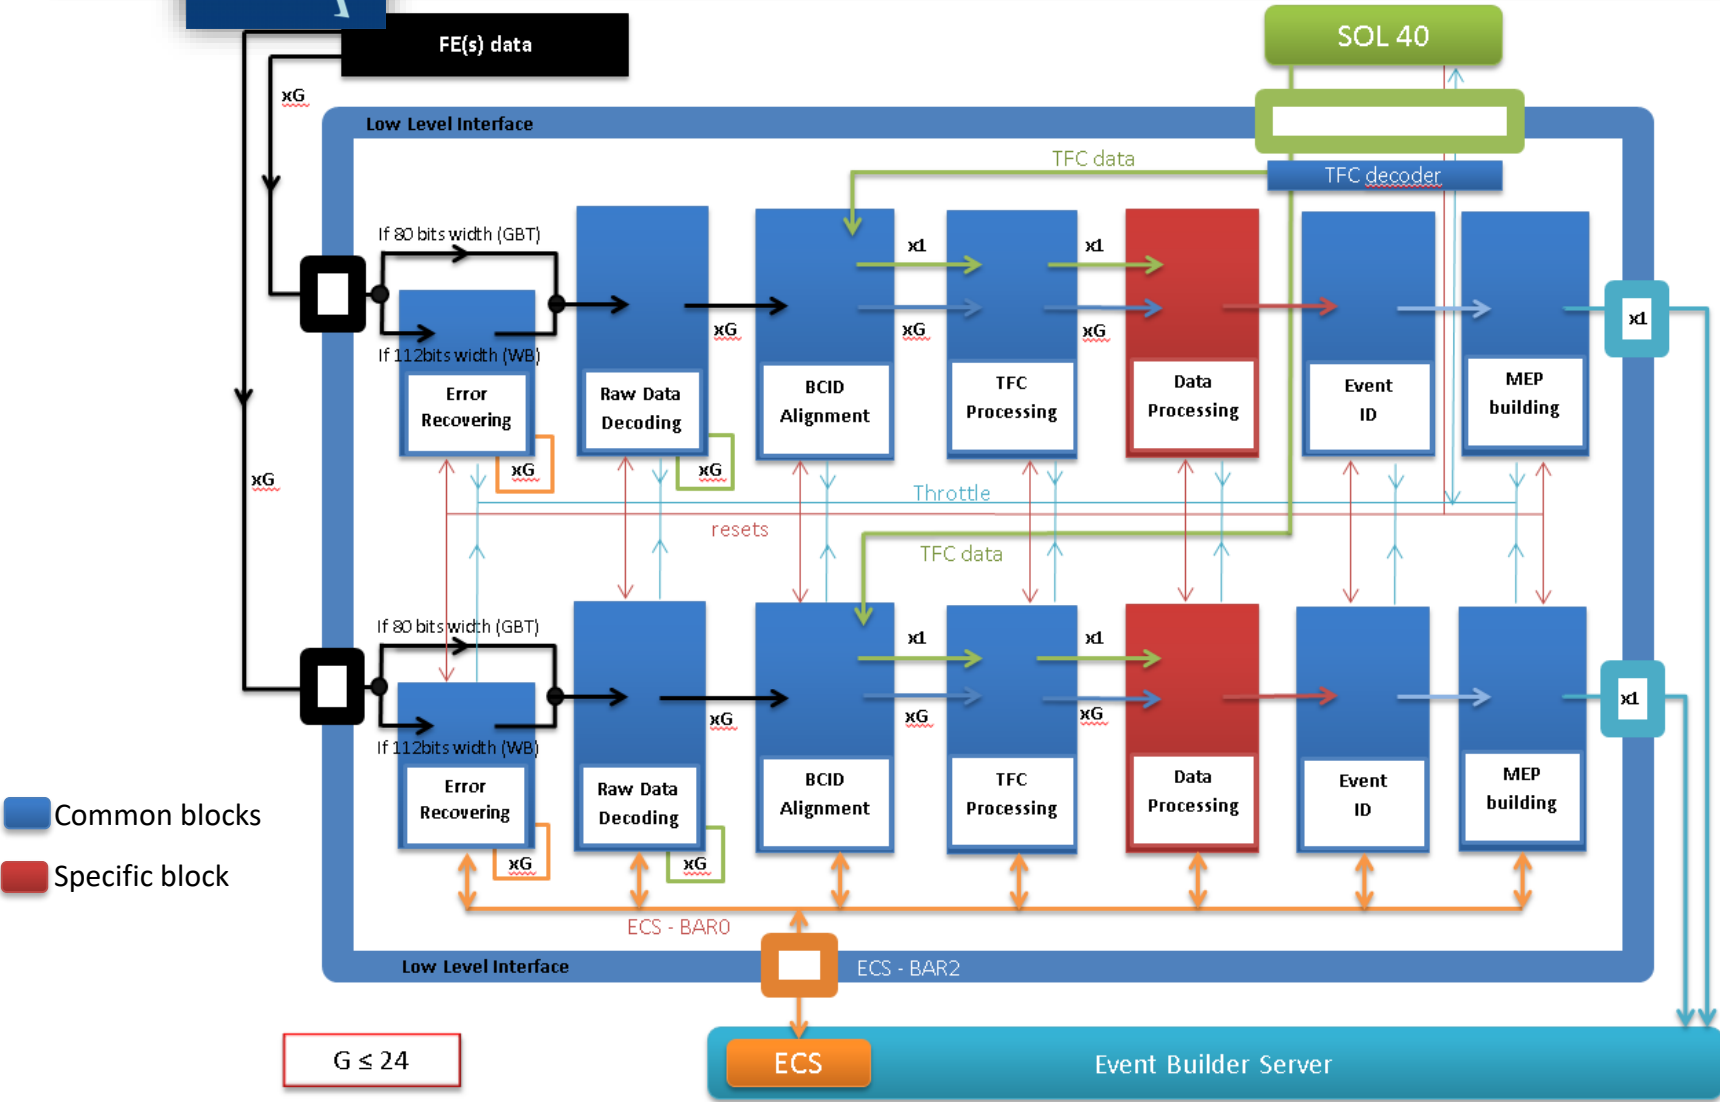 FE(s) data
SOL 40
xG
Low Level Interface
TFC data
TFC decoder
If 80 bits width (GBT)
x1
x1
x1
If 112bits width (WB)
xG
xG
xG
Error
Recovering
Raw Data
Decoding
BCID
Alignment
TFC
Processing
Data
Processing
Event
ID
MEP
building
xG
xG
xG
Throttle
resets
TFC data
If 80 bits width (GBT)
x1
x1
x1
If 112bits width (WB)
xG
xG
xG
Error
Recovering
Raw Data
Decoding
BCID
Alignment
TFC
Processing
Data
Processing
Event
ID
MEP
building
Common blocks
xG
xG
Specific block
ECS - BAR0
Low Level Interface
ECS - BAR2
G ≤ 24
ECS
Event Builder Server